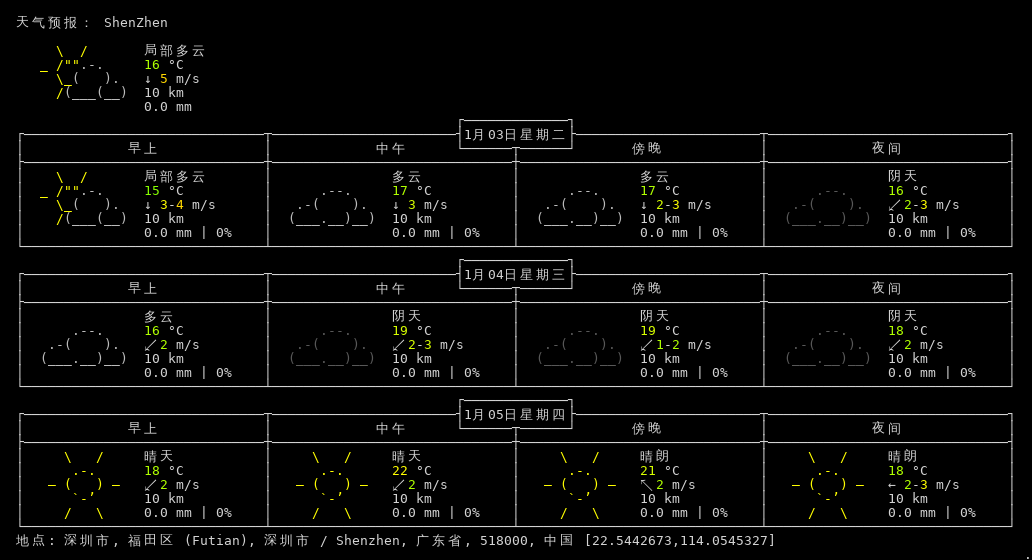 天气预报： ShenZhen
局部多云
16 °C
↓ 5 m/s
10 km
0.0 mm
1月03日星期二
早上 中午 傍晚 夜间
局部多云 多云 多云 阴天
15 °C 17 °C 17 °C 16 °C
↓ 3-4 m/s ↓ 3 m/s ↓ 2-3 m/s ↙ 2-3 m/s
10 km 10 km 10 km 10 km
0.0 mm | 0% 0.0 mm | 0% 0.0 mm | 0% 0.0 mm | 0%
1月04日星期三
早上 中午 傍晚 夜间
多云 阴天 阴天 阴天
16 °C 19 °C 19 °C 18 °C
↙ 2 m/s ↙ 2-3 m/s ↙ 1-2 m/s ↙ 2 m/s
10 km 10 km 10 km 10 km
0.0 mm | 0% 0.0 mm | 0% 0.0 mm | 0% 0.0 mm | 0%
1月05日星期四
早上 中午 傍晚 夜间
晴天 晴天 晴朗 晴朗
18 °C 22 °C 21 °C 18 °C
↙ 2 m/s ↙ 2 m/s ↖ 2 m/s ← 2-3 m/s
10 km 10 km 10 km 10 km
0.0 mm | 0% 0.0 mm | 0% 0.0 mm | 0% 0.0 mm | 0%
地点: 深圳市, 福田区 (Futian), 深圳市 / Shenzhen, 广东省, 518000, 中国 [22.5442673,114.0545327]